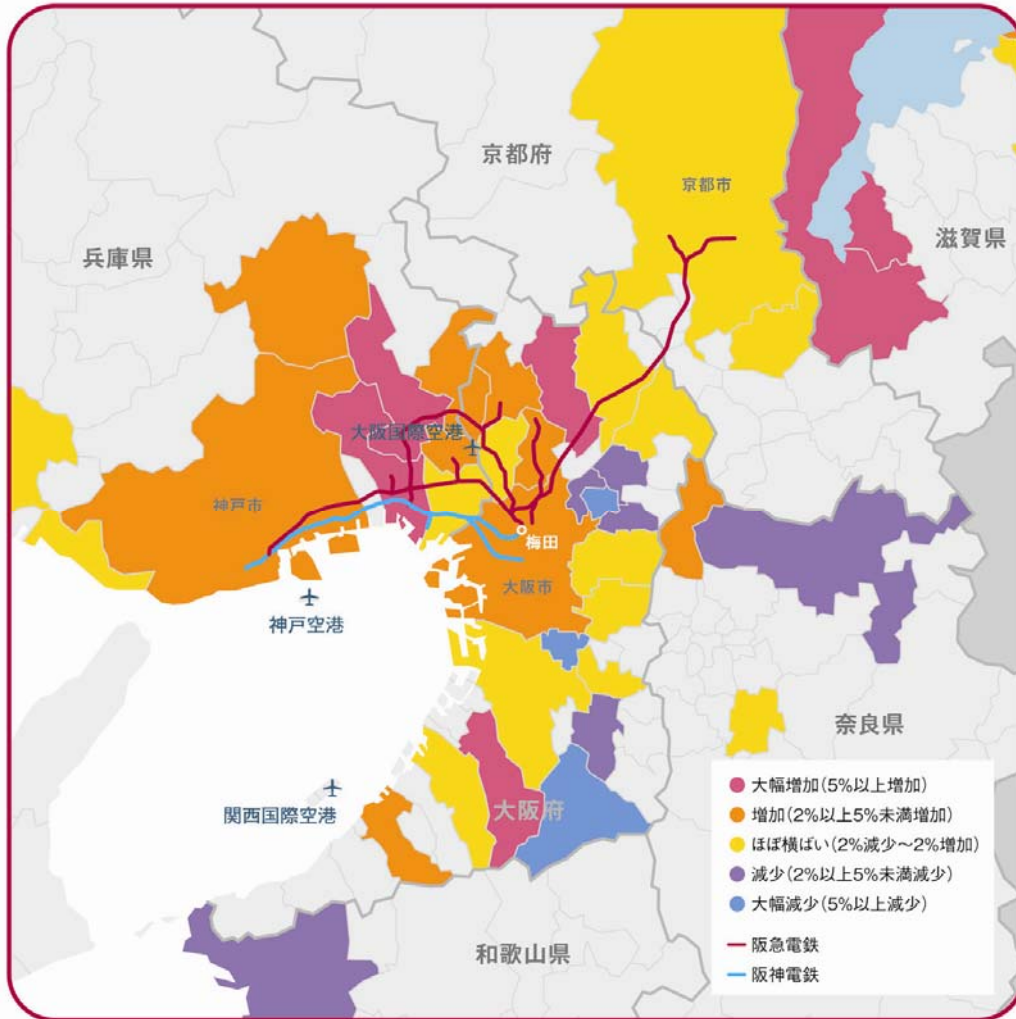 京都府
京都市
兵庫県
滋賀県
大阪国際空港
神戸市
梅田
大阪市
神戸空港
奈良県
関西国際空港
大阪府
和歌山県
大幅増加(5%以上増加)
増加(2%以上5%未満増加)
ほぼ横ばい(2%減少~2%増加)
減少(2%以上5%未満減少)
大幅減少(5%以上減少)
阪急電鉄
阪神電鉄